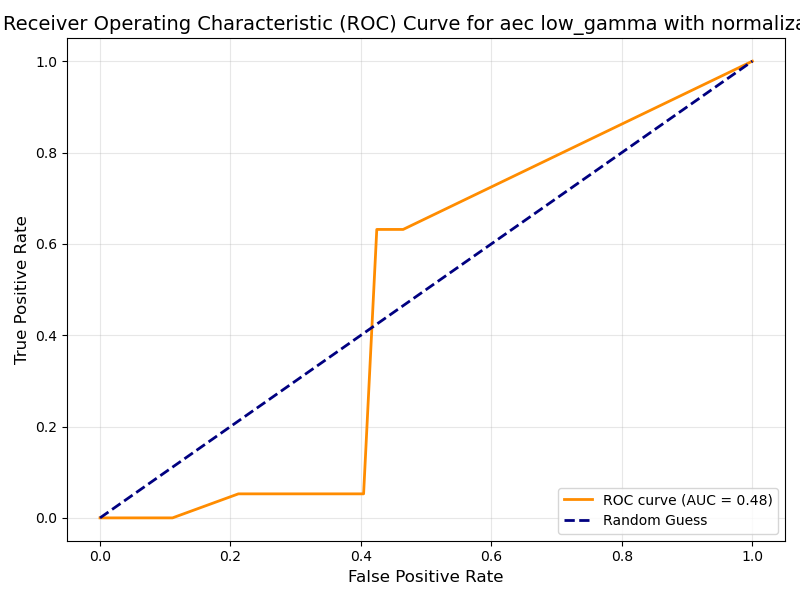 Receiver Operating Characteristic (ROC) Curve for aec low_gamma with normaliza
1.0
0.8
0.6
0.4
0.2
0.0
True Positive Rate
0.0 0.2 0.4 0.6 0.8 1.0
False Positive Rate
ROC curve (AUC = 0.48)
Random Guess